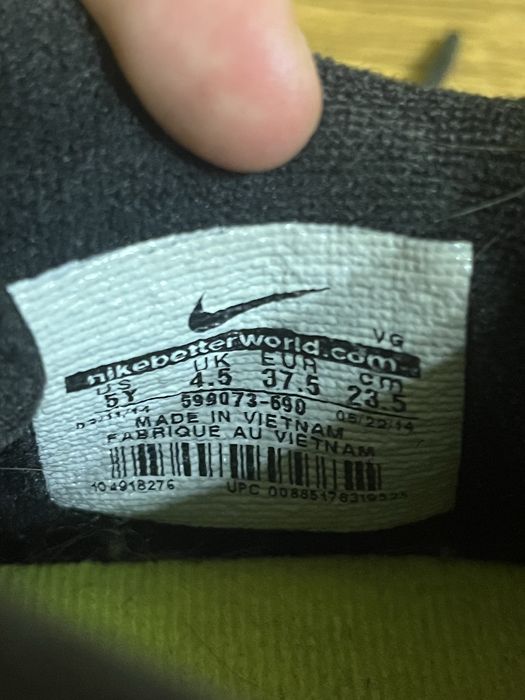 VG
nikebetterworld.com
US UK EUR cm
5Y 4.5 37.5 23.5
599073-690
05/22/14
MADE IN VIETNAM
FABRIQUE AU VIETNAM
104918276 UPC